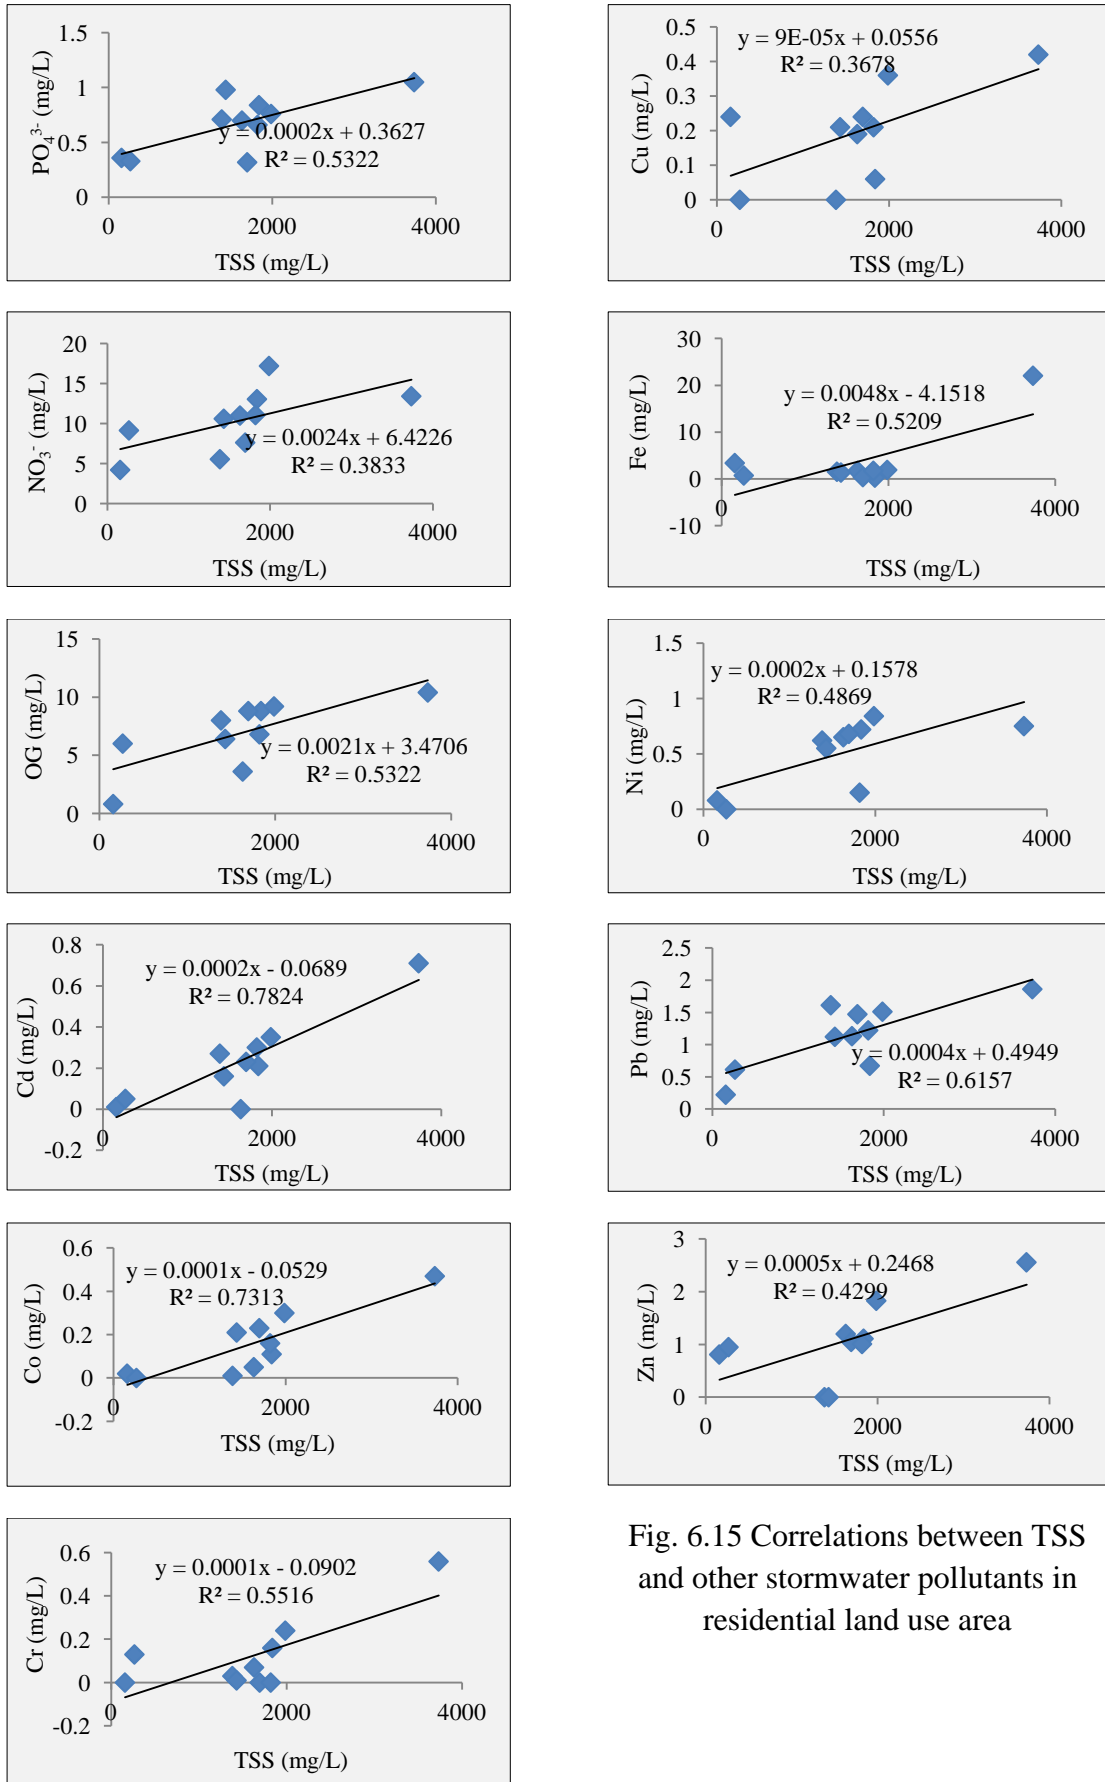 1.5
1
0.5
0
PO₄³⁻ (mg/L)
y = 0.0002x + 0.3627
R² = 0.5322
0 2000 4000
TSS (mg/L)
0.5
0.4
0.3
0.2
0.1
0
Cu (mg/L)
y = 9E-05x + 0.0556
R² = 0.3678
0 2000 4000
TSS (mg/L)
20
15
10
5
0
NO₃⁻ (mg/L)
y = 0.0024x + 6.4226
R² = 0.3833
0 2000 4000
TSS (mg/L)
30
20
10
0
-10
Fe (mg/L)
y = 0.0048x - 4.1518
R² = 0.5209
0 2000 4000
TSS (mg/L)
15
10
5
0
OG (mg/L)
y = 0.0021x + 3.4706
R² = 0.5322
0 2000 4000
TSS (mg/L)
1.5
1
0.5
0
Ni (mg/L)
y = 0.0002x + 0.1578
R² = 0.4869
0 2000 4000
TSS (mg/L)
0.8
0.6
0.4
0.2
0
-0.2
Cd (mg/L)
y = 0.0002x - 0.0689
R² = 0.7824
0 2000 4000
TSS (mg/L)
2.5
2
1.5
1
0.5
0
Pb (mg/L)
y = 0.0004x + 0.4949
R² = 0.6157
0 2000 4000
TSS (mg/L)
0.6
0.4
0.2
0
-0.2
Co (mg/L)
y = 0.0001x - 0.0529
R² = 0.7313
0 2000 4000
TSS (mg/L)
3
2
1
0
Zn (mg/L)
y = 0.0005x + 0.2468
R² = 0.4299
0 2000 4000
TSS (mg/L)
0.6
0.4
0.2
0
-0.2
Cr (mg/L)
y = 0.0001x - 0.0902
R² = 0.5516
0 2000 4000
TSS (mg/L)
Fig. 6.15 Correlations between TSS
and other stormwater pollutants in
residential land use area